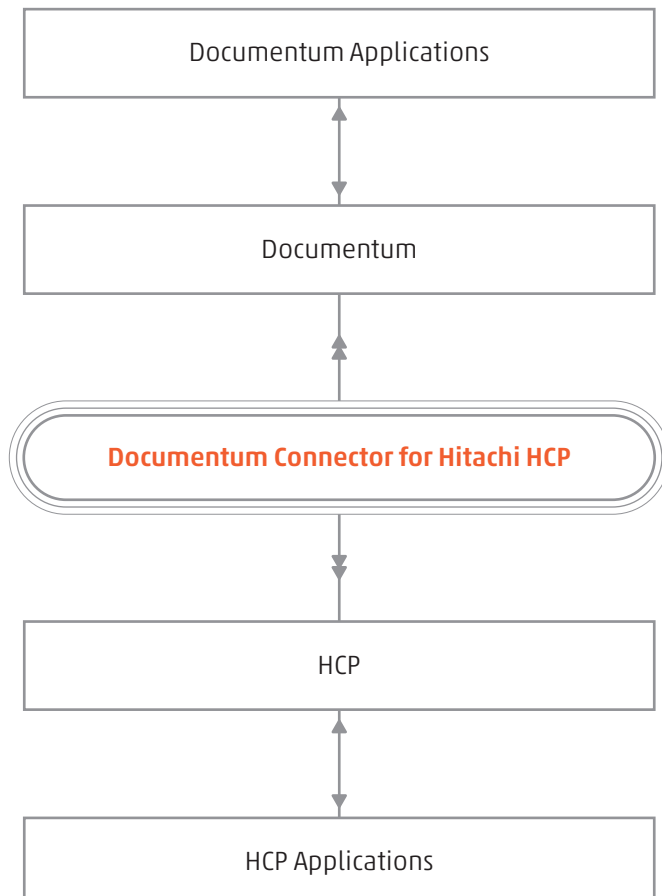 Documentum Applications
Documentum
Documentum Connector for Hitachi HCP
HCP
HCP Applications